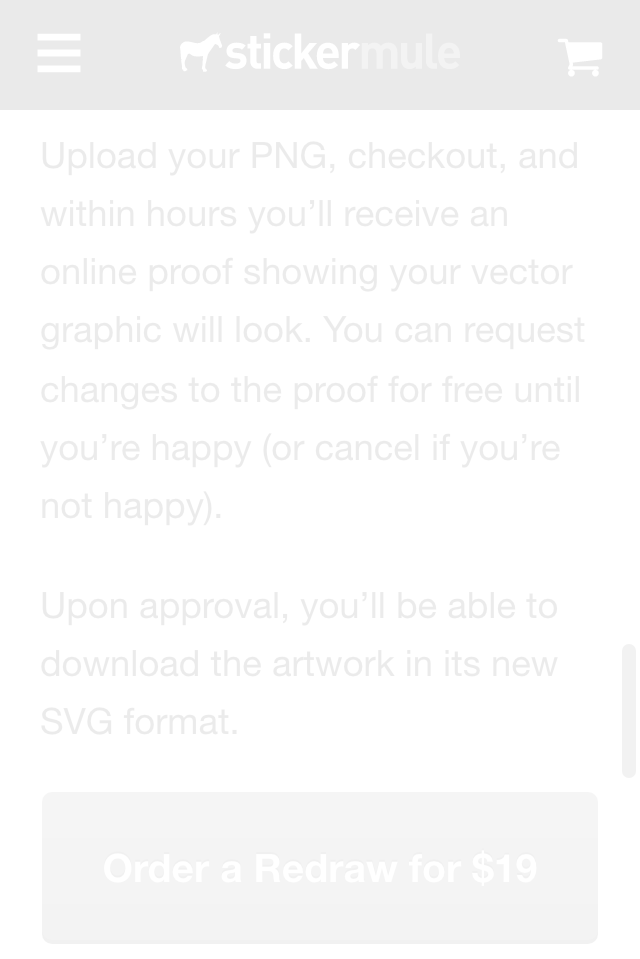 stickermule
Upload your PNG, checkout, and
within hours you’ll receive an
online proof showing your vector
graphic will look. You can request
changes to the proof for free until
you’re happy (or cancel if you’re
not happy).
Upon approval, you’ll be able to
download the artwork in its new
SVG format.
Order a Redraw for $19